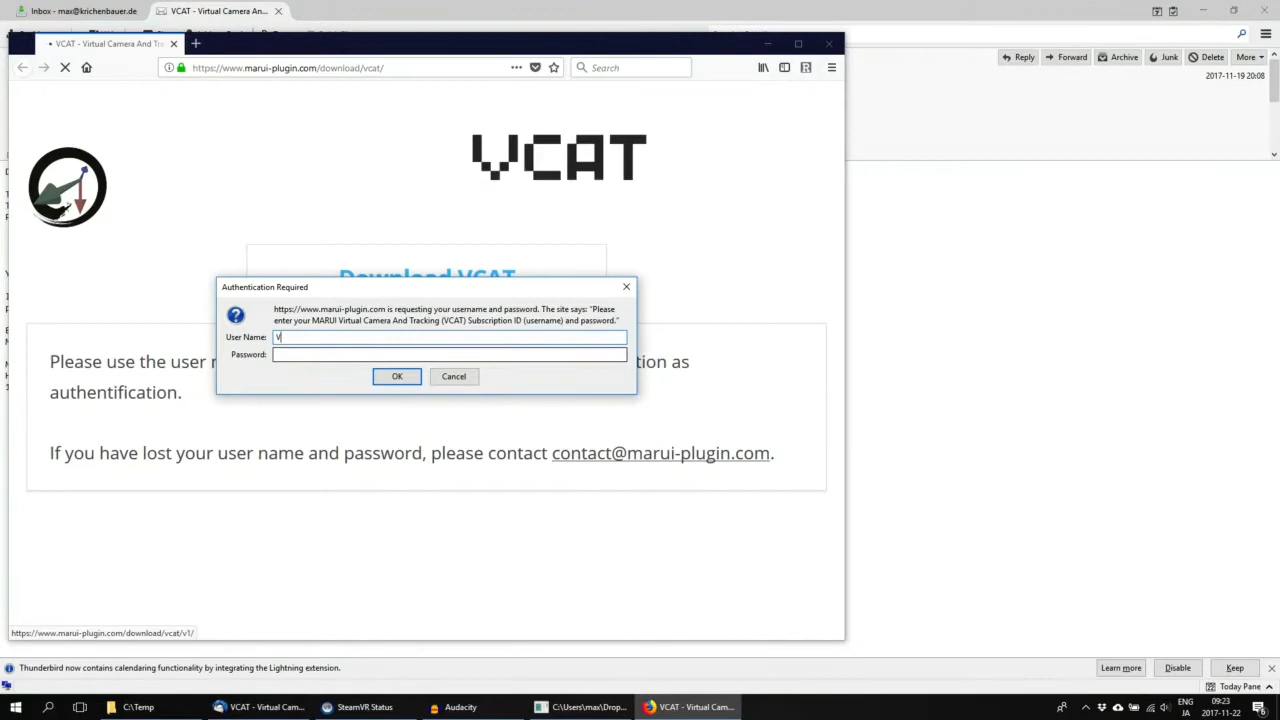 Inbox - max@krichenbauer.de
VCAT - Virtual Camera An...
VCAT - Virtual Camera And Tra
https://www.marui-plugin.com/download/vcat/
Search
Reply
Forward
Archive
Junk
Delete
More
2017-11-19 20:08
VCAT
Download VCAT
Authentication Required
https://www.marui-plugin.com is requesting your username and password. The site says: "Please
enter your MARUI Virtual Camera And Tracking (VCAT) Subscription ID (username) and password."
User Name:
V
Password:
OK
Cancel
Please use the user
tion as
authentification.
If you have lost your user name and password, please contact contact@marui-plugin.com.
https://www.marui-plugin.com/download/vcat/v1/
Thunderbird now contains calendaring functionality by integrating the Lightning extension.
Learn more
Disable
Keep
Today Pane
C:\Temp
VCAT - Virtual Cam...
SteamVR Status
Audacity
C:\Users\max\Drop...
VCAT - Virtual Cam...
ENG
JA
09:23
2017-11-22